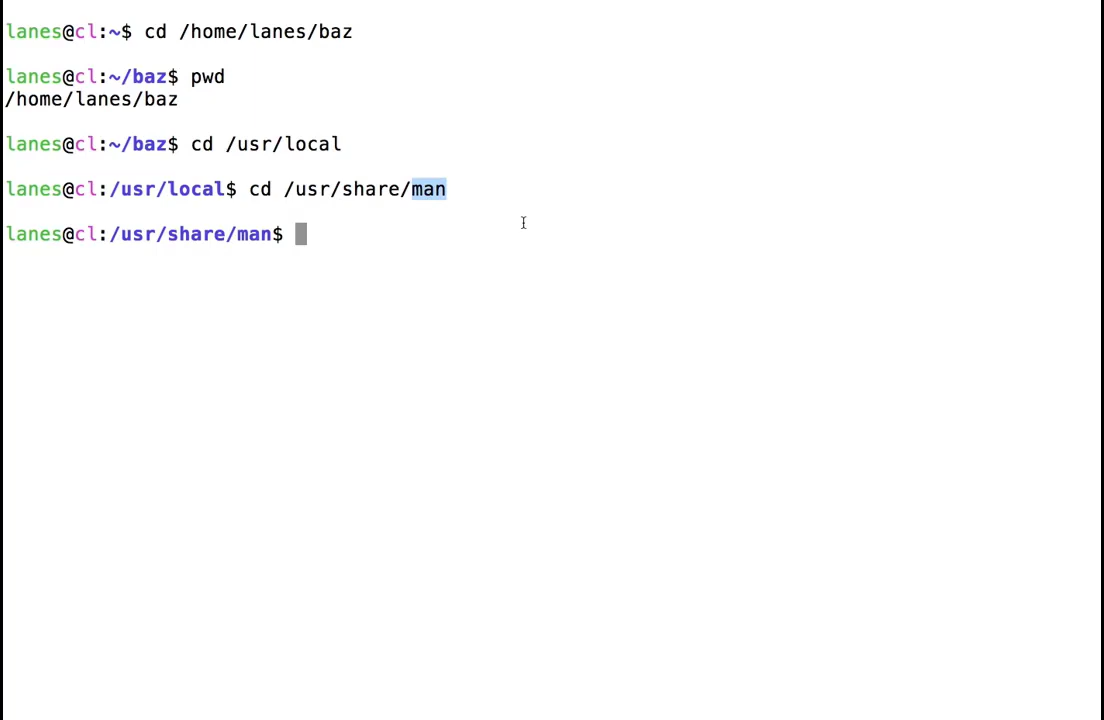 lanes@cl:~$ cd /home/lanes/baz
lanes@cl:~/baz$ pwd
/home/lanes/baz
lanes@cl:~/baz$ cd /usr/local
lanes@cl:/usr/local$ cd /usr/share/man
lanes@cl:/usr/share/man$